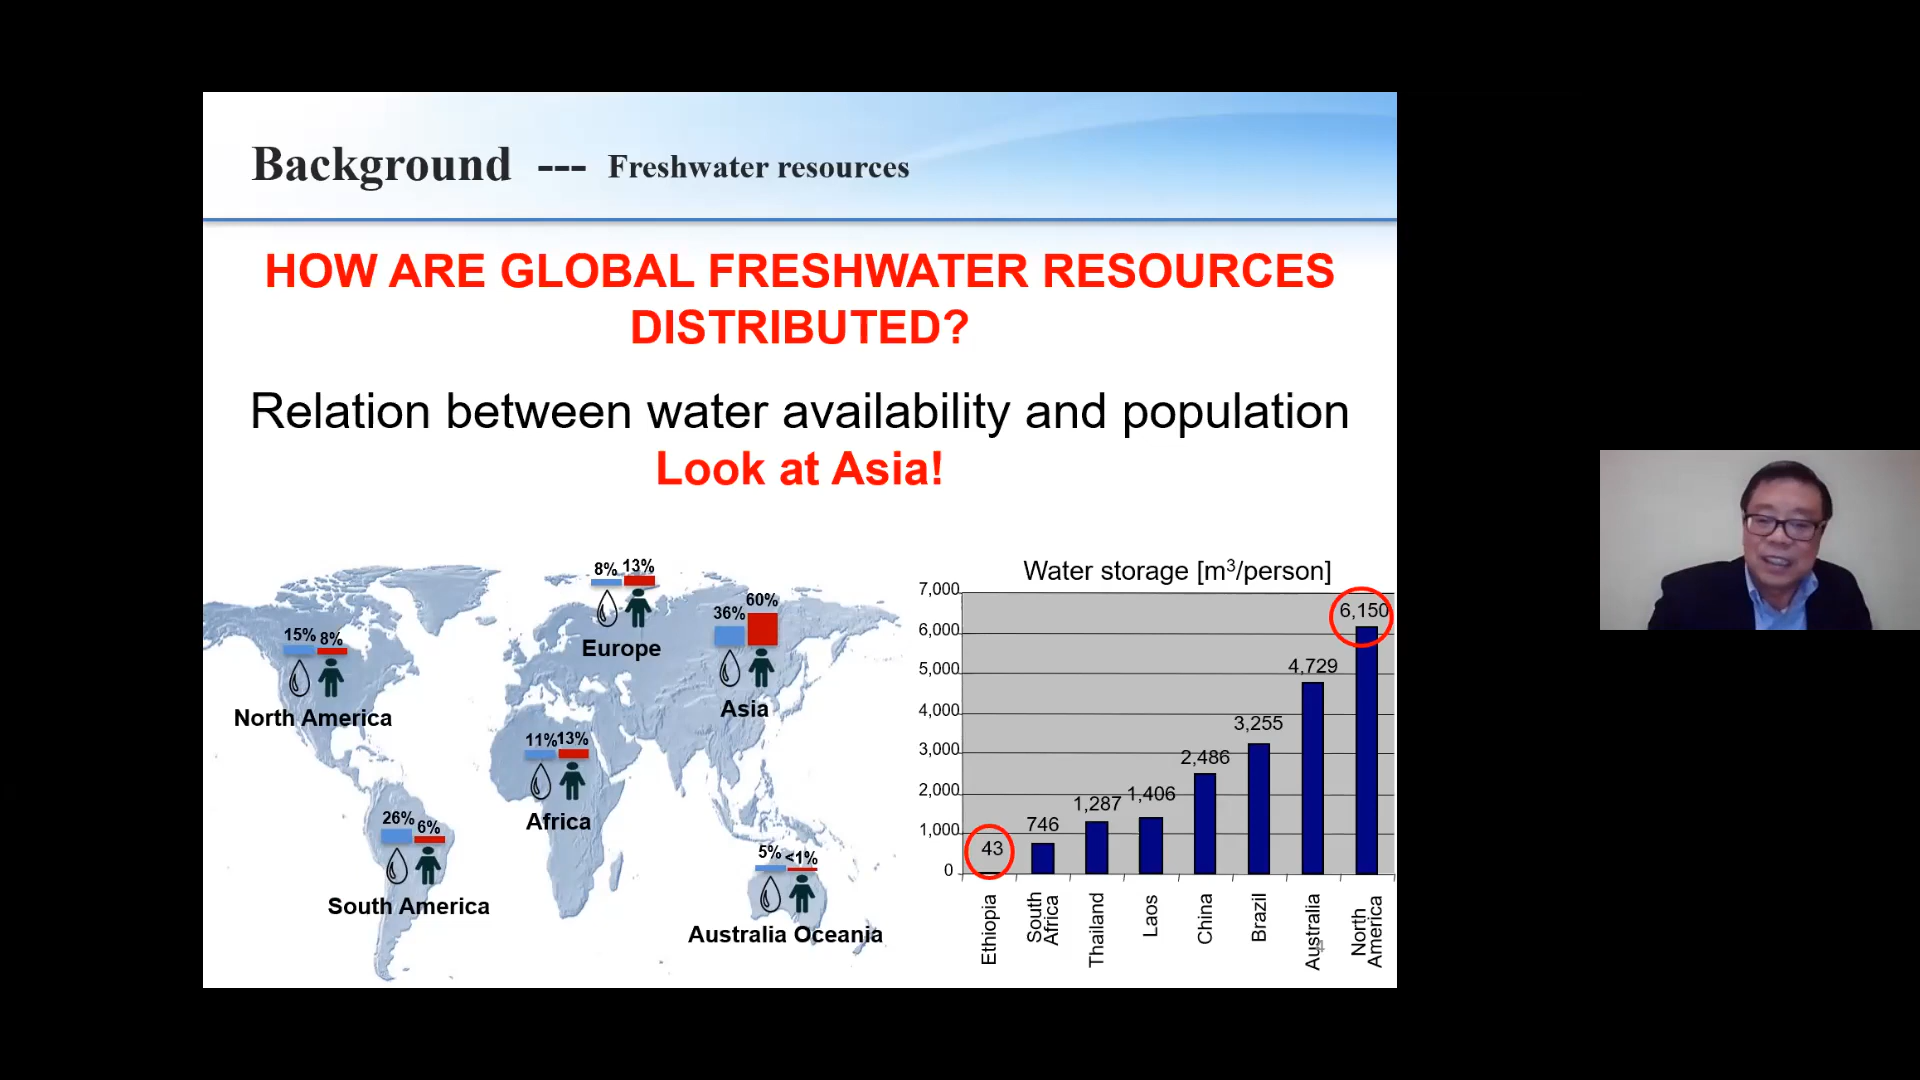 Background --- Freshwater resources
HOW ARE GLOBAL FRESHWATER RESOURCES
DISTRIBUTED?
Relation between water availability and population
Look at Asia!
8% 13%
Europe
36% 60%
Asia
15% 8%
North America
11% 13%
Africa
26% 6%
South America
5% <1%
Australia Oceania
Water storage [m³/person]
7,000
6,000
5,000
4,000
3,000
2,000
1,000
0
43
746
1,287
1,406
2,486
3,255
4,729
6,150
Ethiopia
South
Africa
Thailand
Laos
China
Brazil
Australia
North
America
4